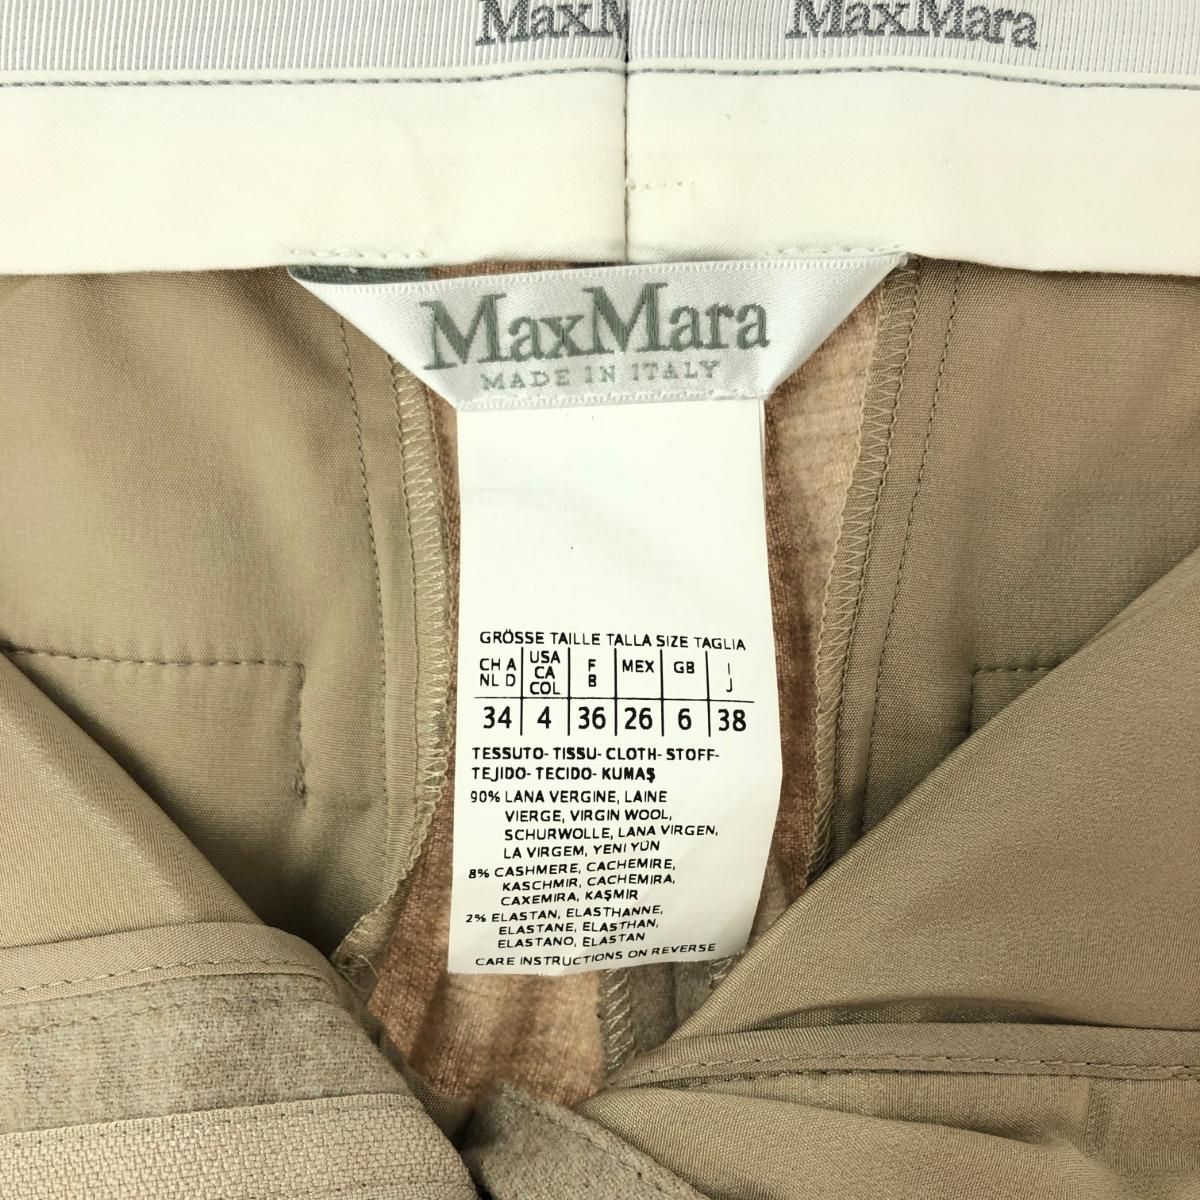 MaxM
MaxMara
MaxMara
MADE IN ITALY
GRÖSSE TAILLE TALLA SIZE TAGLIA
CH A NL D USA CA COL F B MEX GB I J
34 4 36 26 6 38
TESSUTO- TISSU- CLOTH- STOFF-
TEJIDO- TECIDO- KUMAŞ
90% LANA VERGINE, LAINE
VIERGE, VIRGIN WOOL,
SCHURWOLLE, LANA VIRGEN,
LA VIRGEM, YENI YÜN
8% CASHMERE, CACHEMIRE,
KASCHMIR, CACHEMIRA,
CAXEMIRA, KAŞMIR
2% ELASTAN, ELASTHANNE,
ELASTANE, ELASTHAN,
ELASTANO, ELASTAN
CARE INSTRUCTIONS ON REVERSE